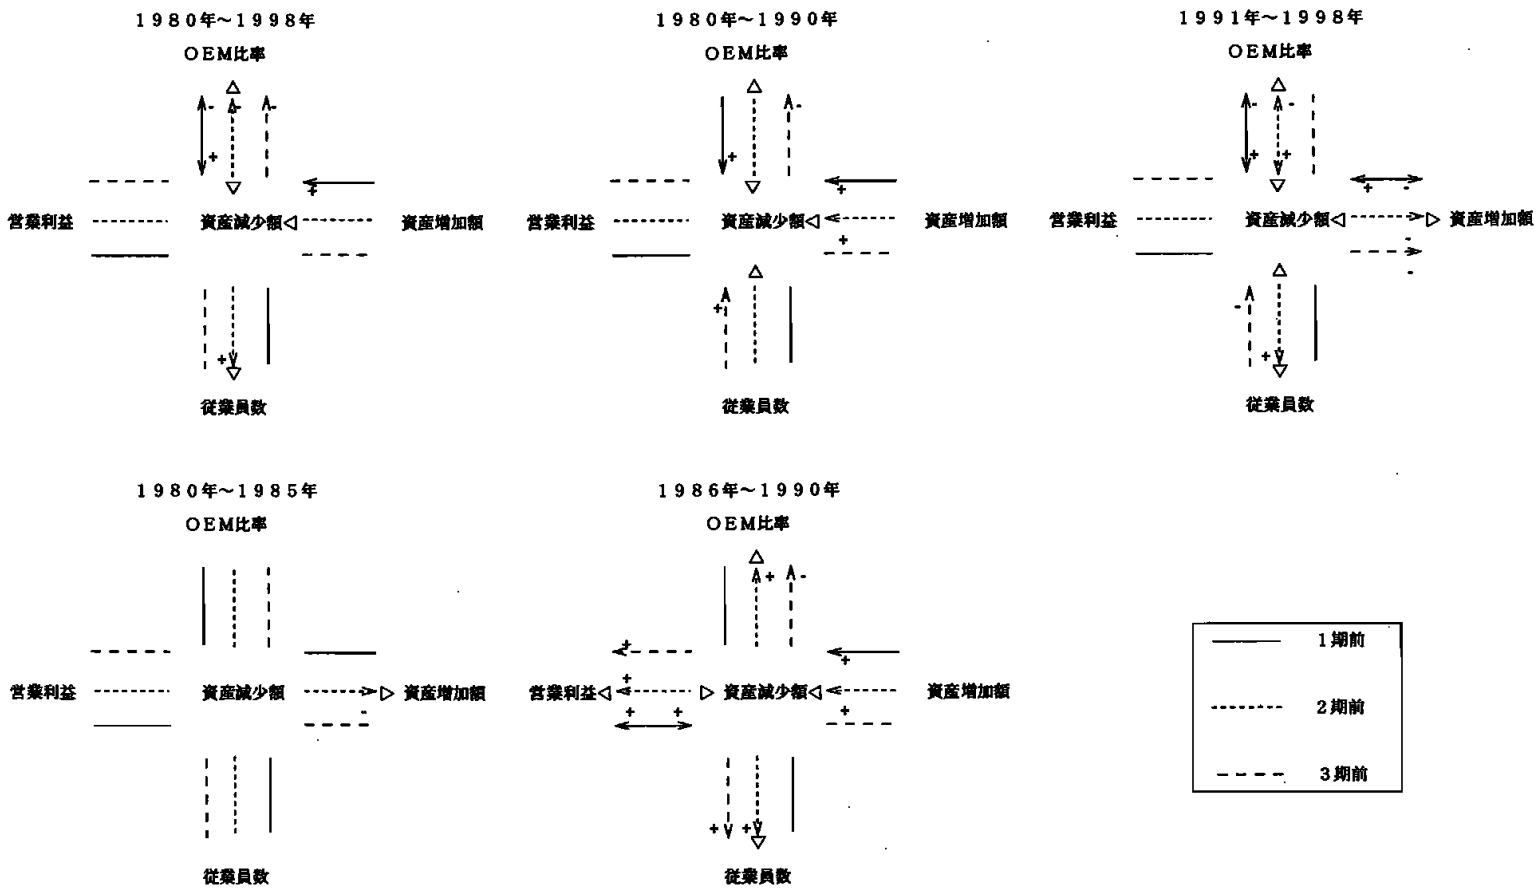 1980年～1998年
OEM比率
営業利益
資産減少額
資産増加額
従業員数
1980年～1990年
OEM比率
営業利益
資産減少額
資産増加額
従業員数
1991年～1998年
OEM比率
営業利益
資産減少額
資産増加額
従業員数
1980年～1985年
OEM比率
営業利益
資産減少額
資産増加額
従業員数
1986年～1990年
OEM比率
営業利益
資産減少額
資産増加額
従業員数
1期前
2期前
3期前